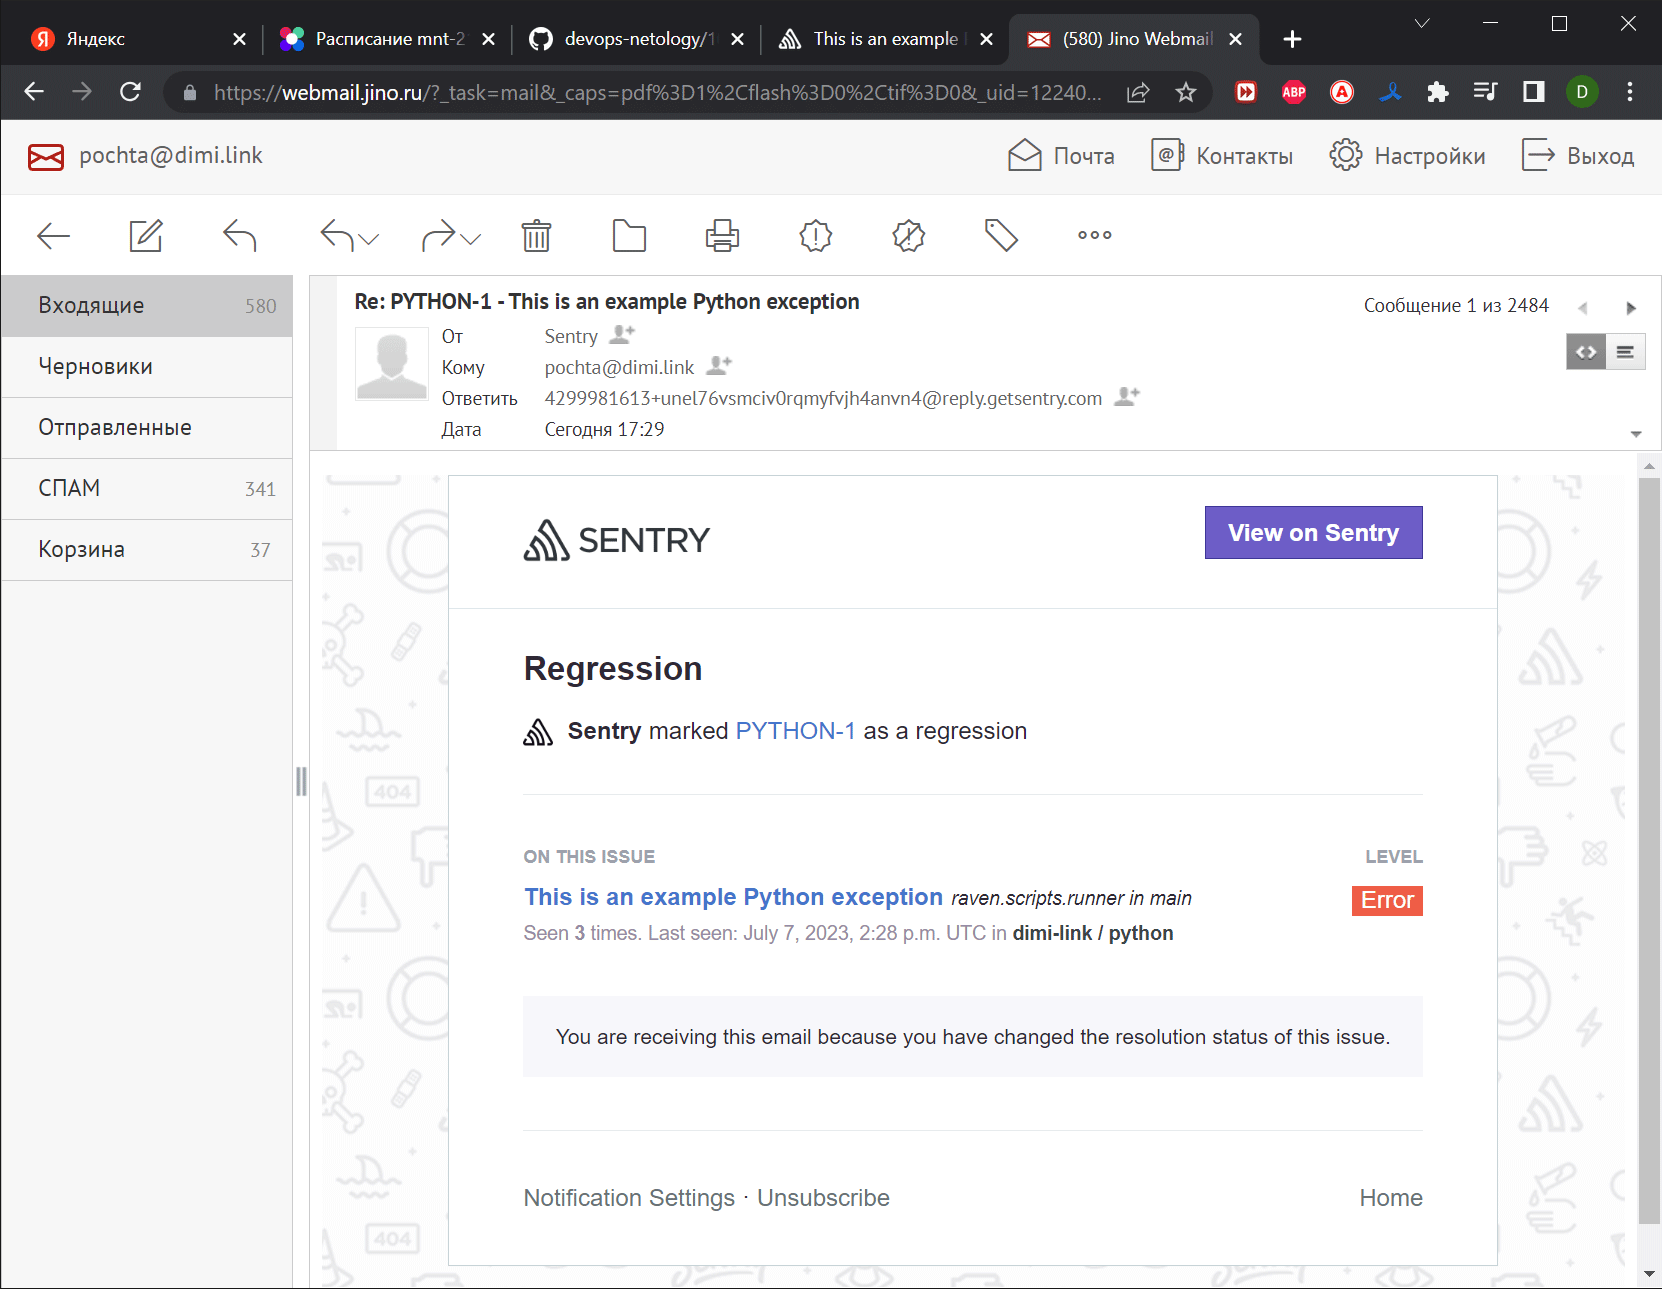 Яндекс
Расписание mnt-2
devops-netology/1
This is an example
(580) Jino Webmail
https://webmail.jino.ru/?_task=mail&_caps=pdf%3D1%2Cflash%3D0%2Ctif%3D0&_uid=12240...
ABP
A
D
pochta@dimi.link
Почта
Контакты
Настройки
Выход
Входящие 580
Черновики
Отправленные
СПАМ 341
Корзина 37
Re: PYTHON-1 - This is an example Python exception
Сообщение 1 из 2484
От Sentry
Кому pochta@dimi.link
Ответить 4299981613+unel76vsmciv0rqmyfvjh4anvn4@reply.getsentry.com
Дата Сегодня 17:29
SENTRY
View on Sentry
Regression
Sentry marked PYTHON-1 as a regression
ON THIS ISSUE LEVEL
This is an example Python exception raven.scripts.runner in main Error
Seen 3 times. Last seen: July 7, 2023, 2:28 p.m. UTC in dimi-link / python
You are receiving this email because you have changed the resolution status of this issue.
Notification Settings · Unsubscribe Home
404
404